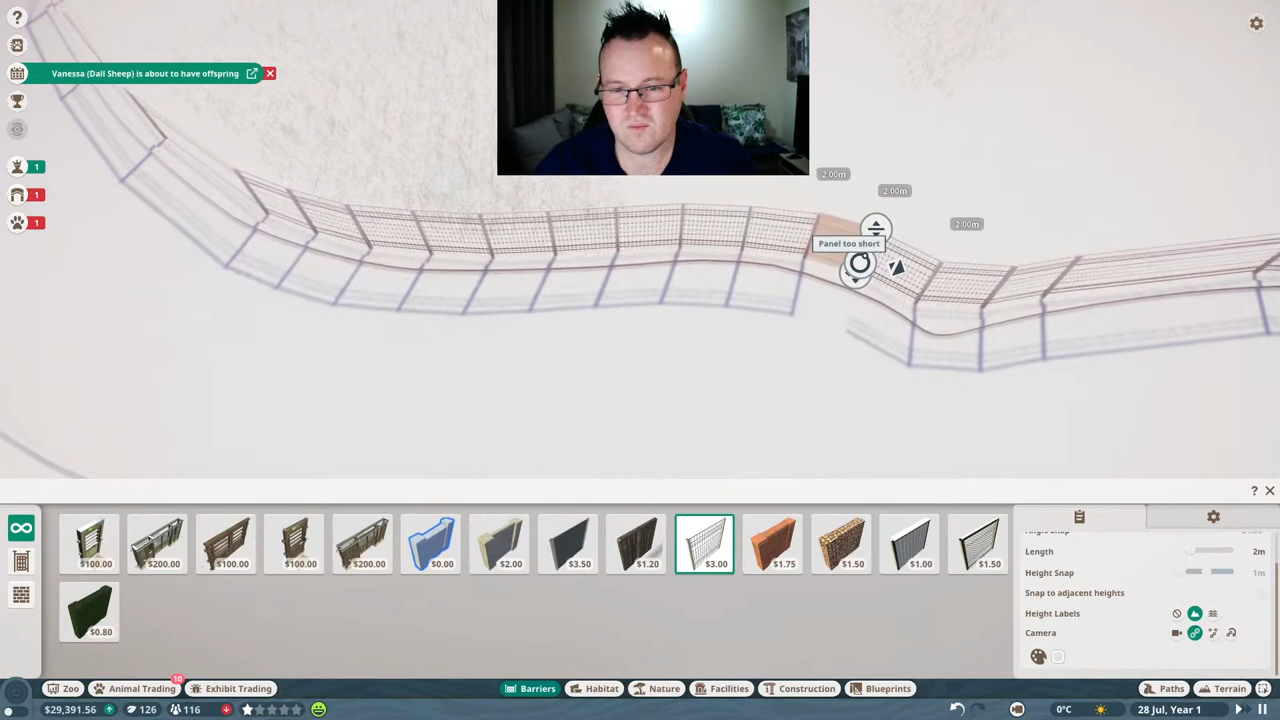 ?
Vanessa (Dall Sheep) is about to have offspring
1
1
1
2.00m
2.00m
2.00m
Panel too short
?
$100.00
$200.00
$100.00
$100.00
$200.00
$0.00
$2.00
$3.50
$1.20
$3.00
$1.75
$1.50
$1.00
$1.50
$0.80
Length 2m
Height Snap 1m
Snap to adjacent heights
Height Labels
Camera
Zoo
Animal Trading
10
Exhibit Trading
Barriers
Habitat
Nature
Facilities
Construction
Blueprints
Paths
Terrain
$29,391.56
126
116
0°C
28 Jul, Year 1